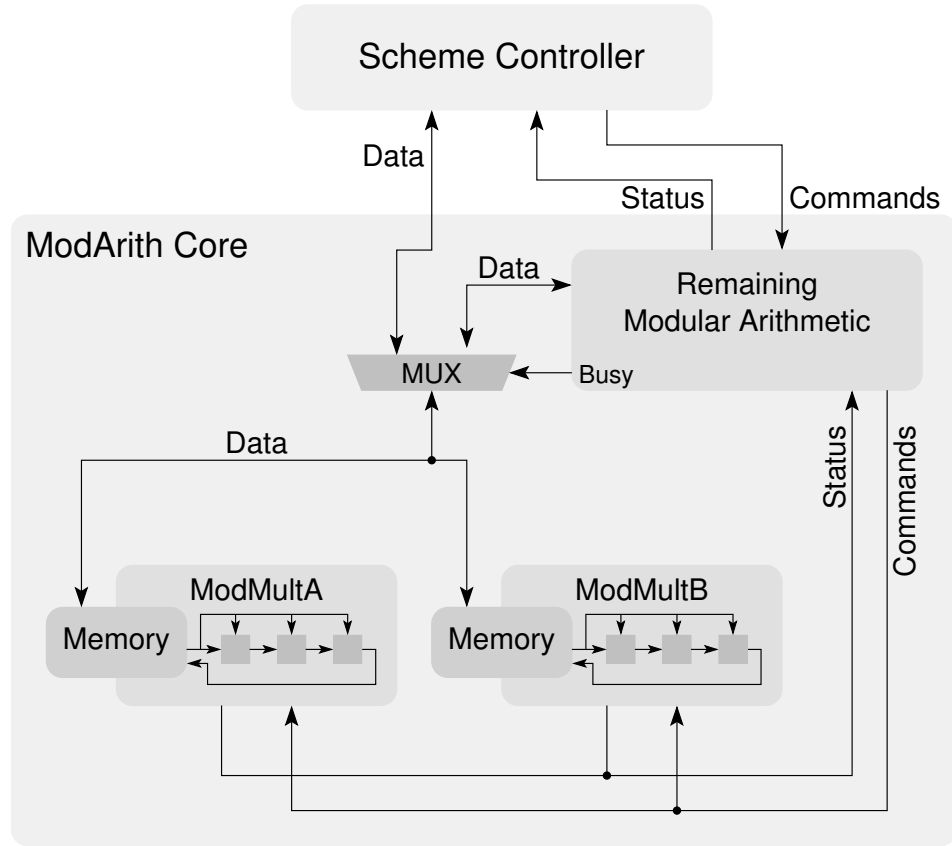 Scheme Controller
Data
Status
Commands
ModArith Core
Data
Remaining
Modular Arithmetic
MUX
Busy
Data
Status
Commands
ModMultA
ModMultB
Memory
Memory